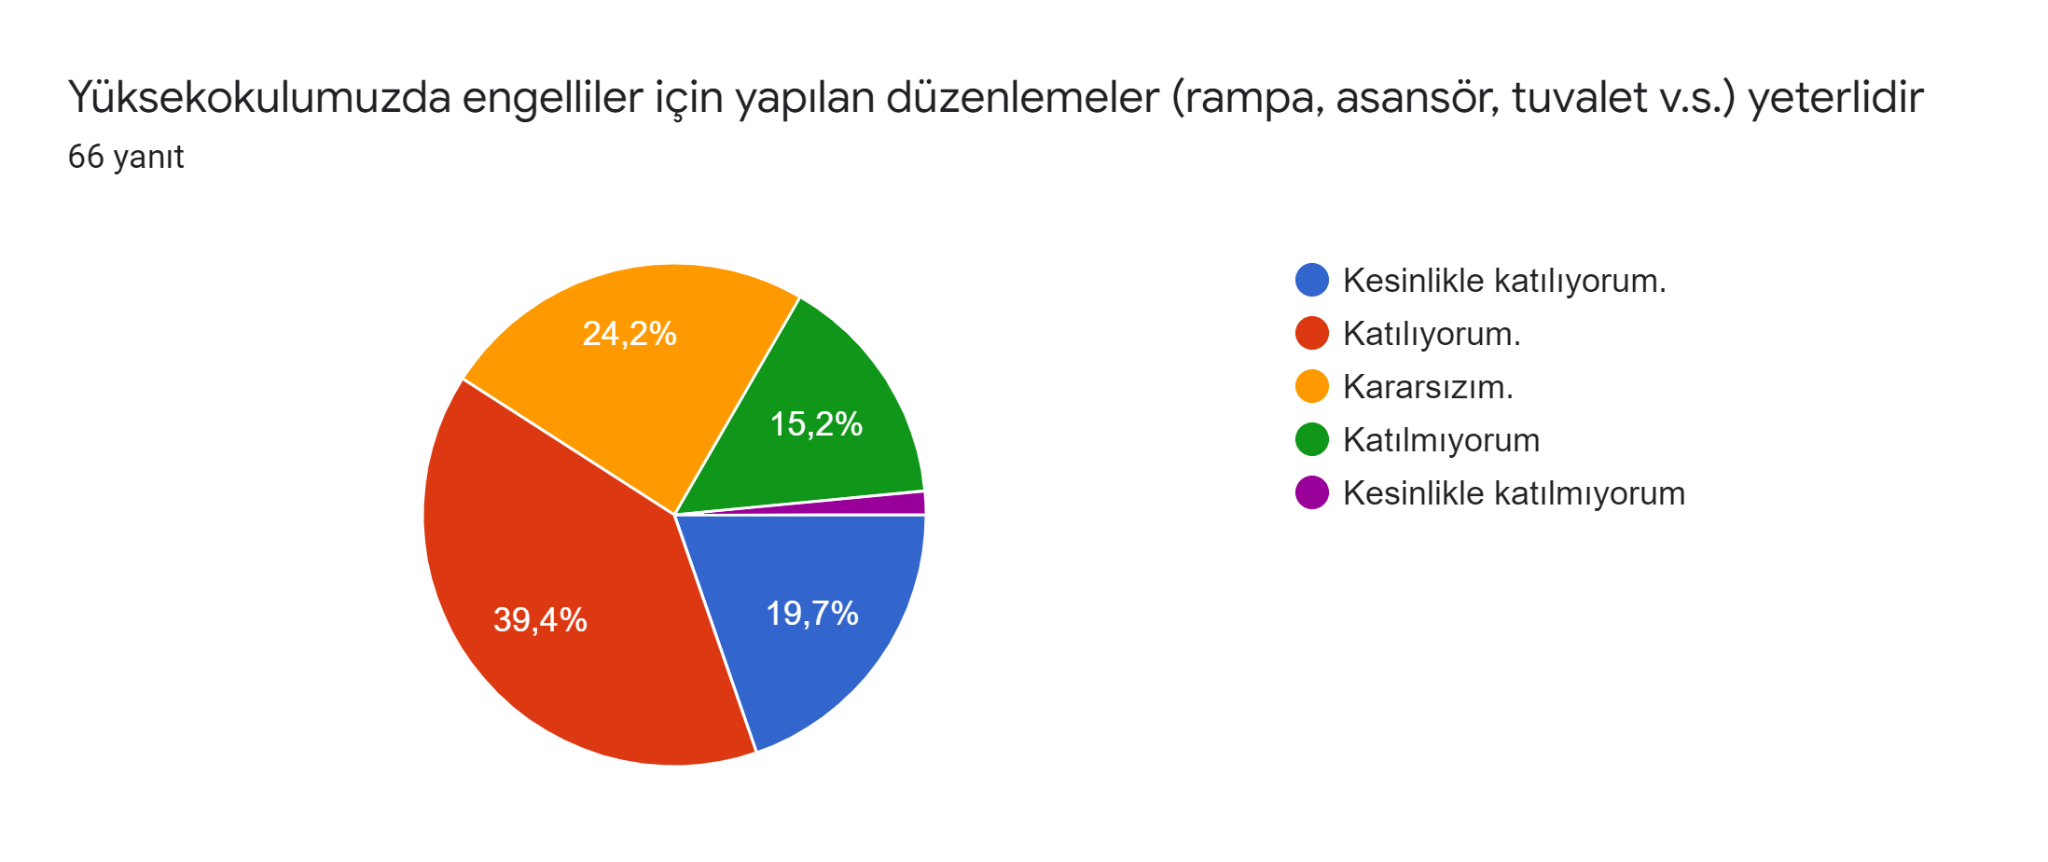 Yüksekokulumuzda engelliler için yapılan düzenlemeler (rampa, asansör, tuvalet v.s.) yeterlidir
66 yanıt
24,2%
15,2%
39,4%
19,7%
Kesinlikle katılıyorum.
Katılıyorum.
Kararsızım.
Katılmıyorum
Kesinlikle katılmıyorum